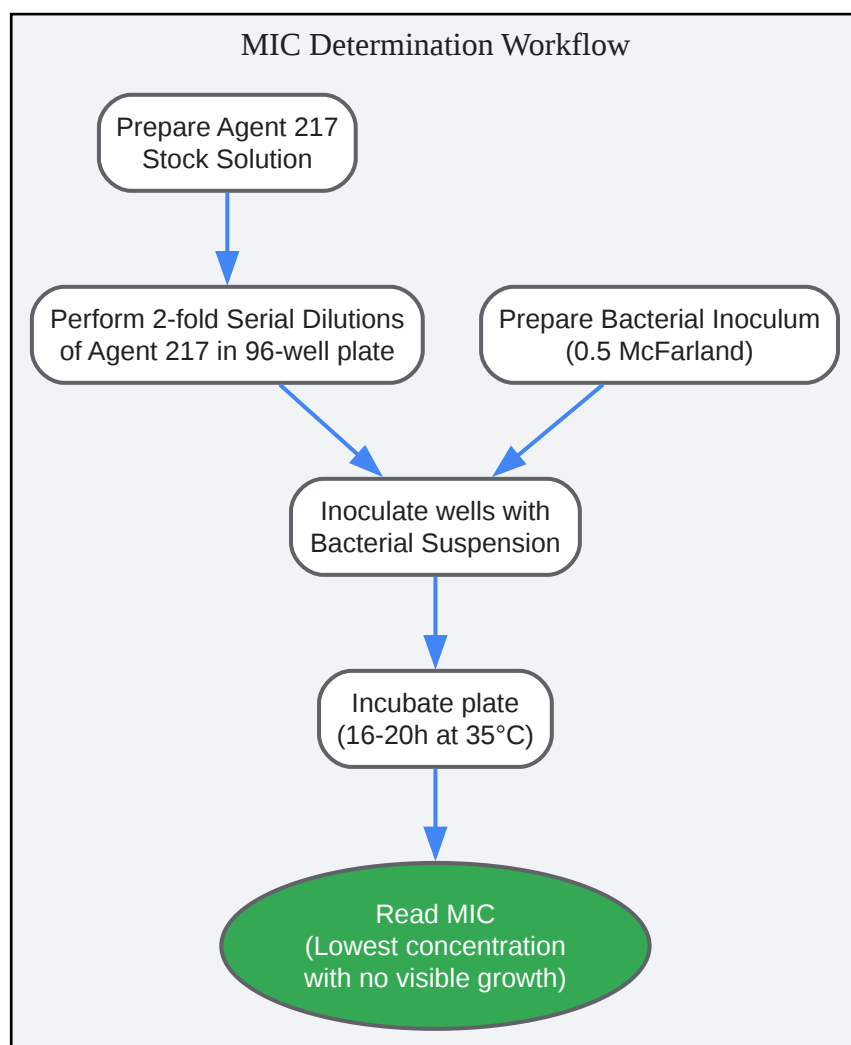 MIC Determination Workflow
Prepare Agent 217
Stock Solution
Perform 2-fold Serial Dilutions
of Agent 217 in 96-well plate
Prepare Bacterial Inoculum
(0.5 McFarland)
Inoculate wells with
Bacterial Suspension
Incubate plate
(16-20h at 35°C)
Read MIC
(Lowest concentration
with no visible growth)